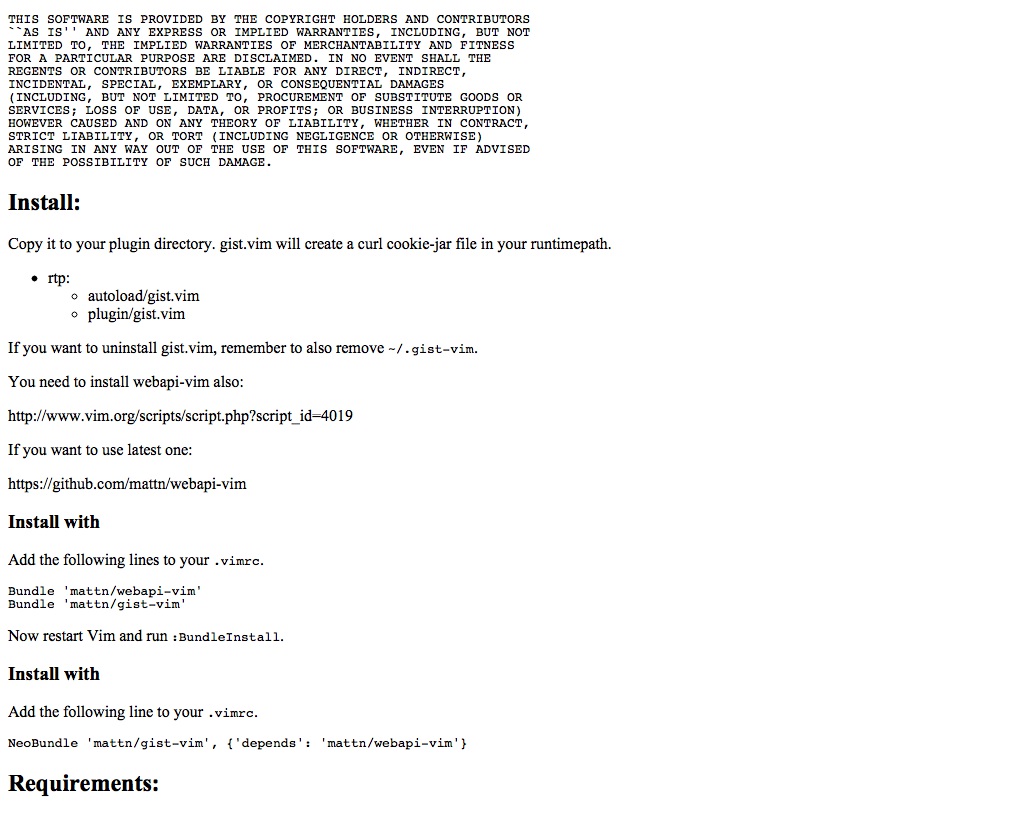 THIS SOFTWARE IS PROVIDED BY THE COPYRIGHT HOLDERS AND CONTRIBUTORS
``AS IS'' AND ANY EXPRESS OR IMPLIED WARRANTIES, INCLUDING, BUT NOT
LIMITED TO, THE IMPLIED WARRANTIES OF MERCHANTABILITY AND FITNESS
FOR A PARTICULAR PURPOSE ARE DISCLAIMED. IN NO EVENT SHALL THE
REGENTS OR CONTRIBUTORS BE LIABLE FOR ANY DIRECT, INDIRECT,
INCIDENTAL, SPECIAL, EXEMPLARY, OR CONSEQUENTIAL DAMAGES
(INCLUDING, BUT NOT LIMITED TO, PROCUREMENT OF SUBSTITUTE GOODS OR
SERVICES; LOSS OF USE, DATA, OR PROFITS; OR BUSINESS INTERRUPTION)
HOWEVER CAUSED AND ON ANY THEORY OF LIABILITY, WHETHER IN CONTRACT,
STRICT LIABILITY, OR TORT (INCLUDING NEGLIGENCE OR OTHERWISE)
ARISING IN ANY WAY OUT OF THE USE OF THIS SOFTWARE, EVEN IF ADVISED
OF THE POSSIBILITY OF SUCH DAMAGE.
Install:
Copy it to your plugin directory. gist.vim will create a curl cookie-jar file in your runtimepath.
• rtp:
◦ autoload/gist.vim
◦ plugin/gist.vim
If you want to uninstall gist.vim, remember to also remove ~/.gist-vim.
You need to install webapi-vim also:
http://www.vim.org/scripts/script.php?script_id=4019
If you want to use latest one:
https://github.com/mattn/webapi-vim
Install with
Add the following lines to your .vimrc.
Bundle 'mattn/webapi-vim'
Bundle 'mattn/gist-vim'
Now restart Vim and run :BundleInstall.
Install with
Add the following line to your .vimrc.
NeoBundle 'mattn/gist-vim', {'depends': 'mattn/webapi-vim'}
Requirements: